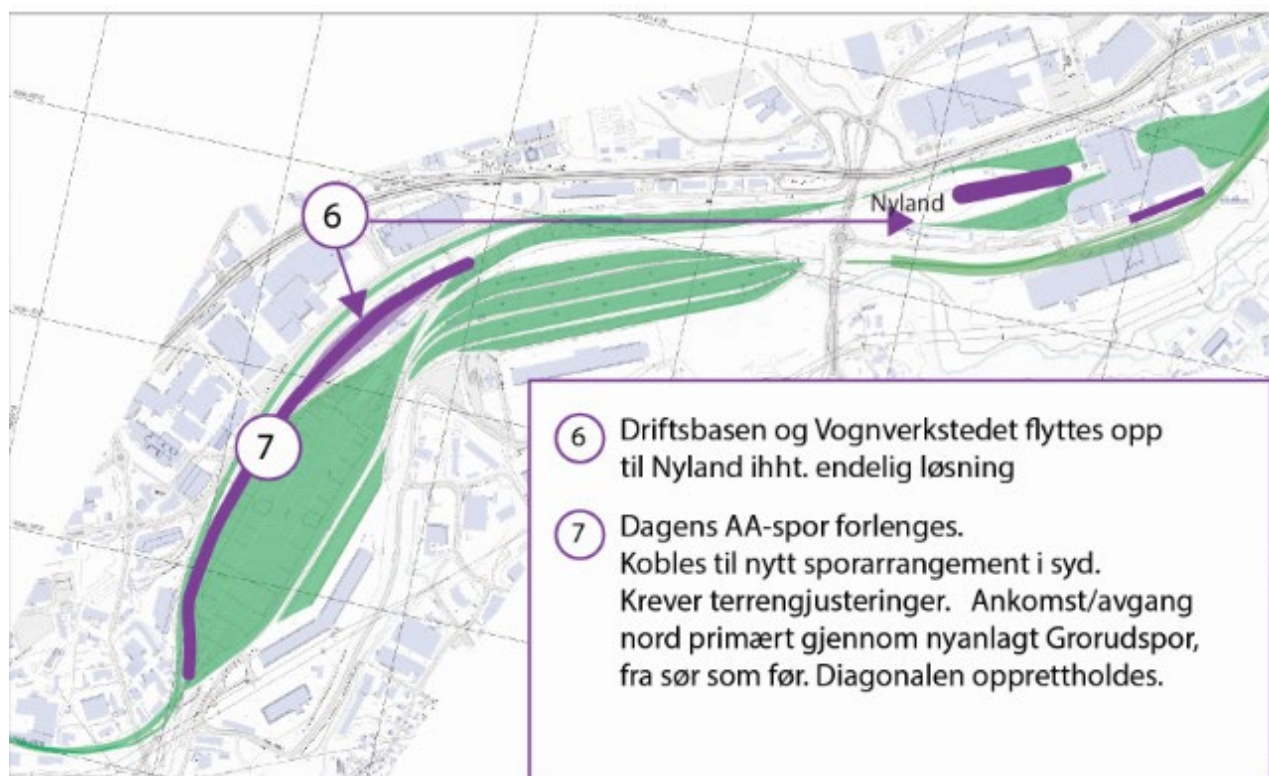 6
Nyland
7
6 Driftsbasen og Vognverkstedet flyttes opp
til Nyland ihht. endelig løsning
7 Dagens AA-spor forlenges.
Kobles til nytt sporarrangement i syd.
Krever terrengjusteringer. Ankomst/avgang
nord primært gjennom nyanlagt Grorudspor,
fra sør som før. Diagonalen opprettholdes.